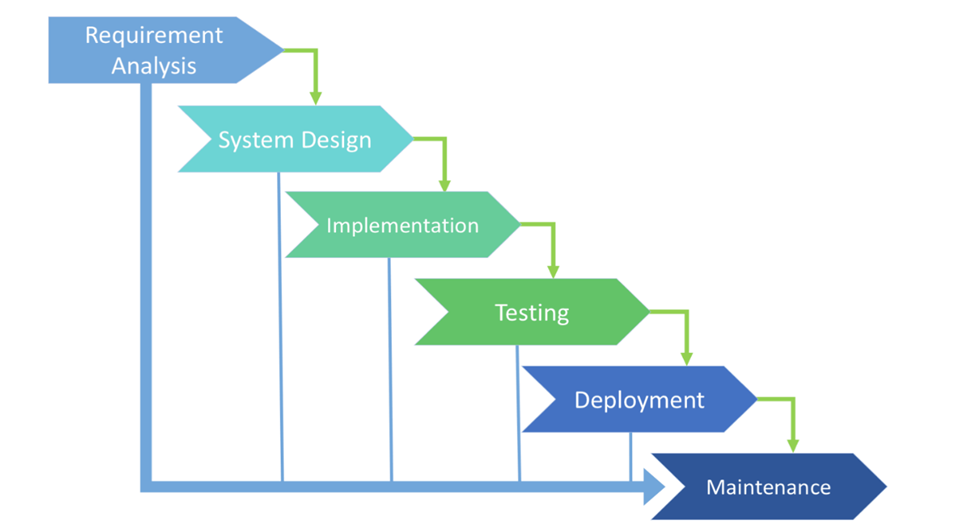 Requirement
Analysis
System Design
Implementation
Testing
Deployment
Maintenance